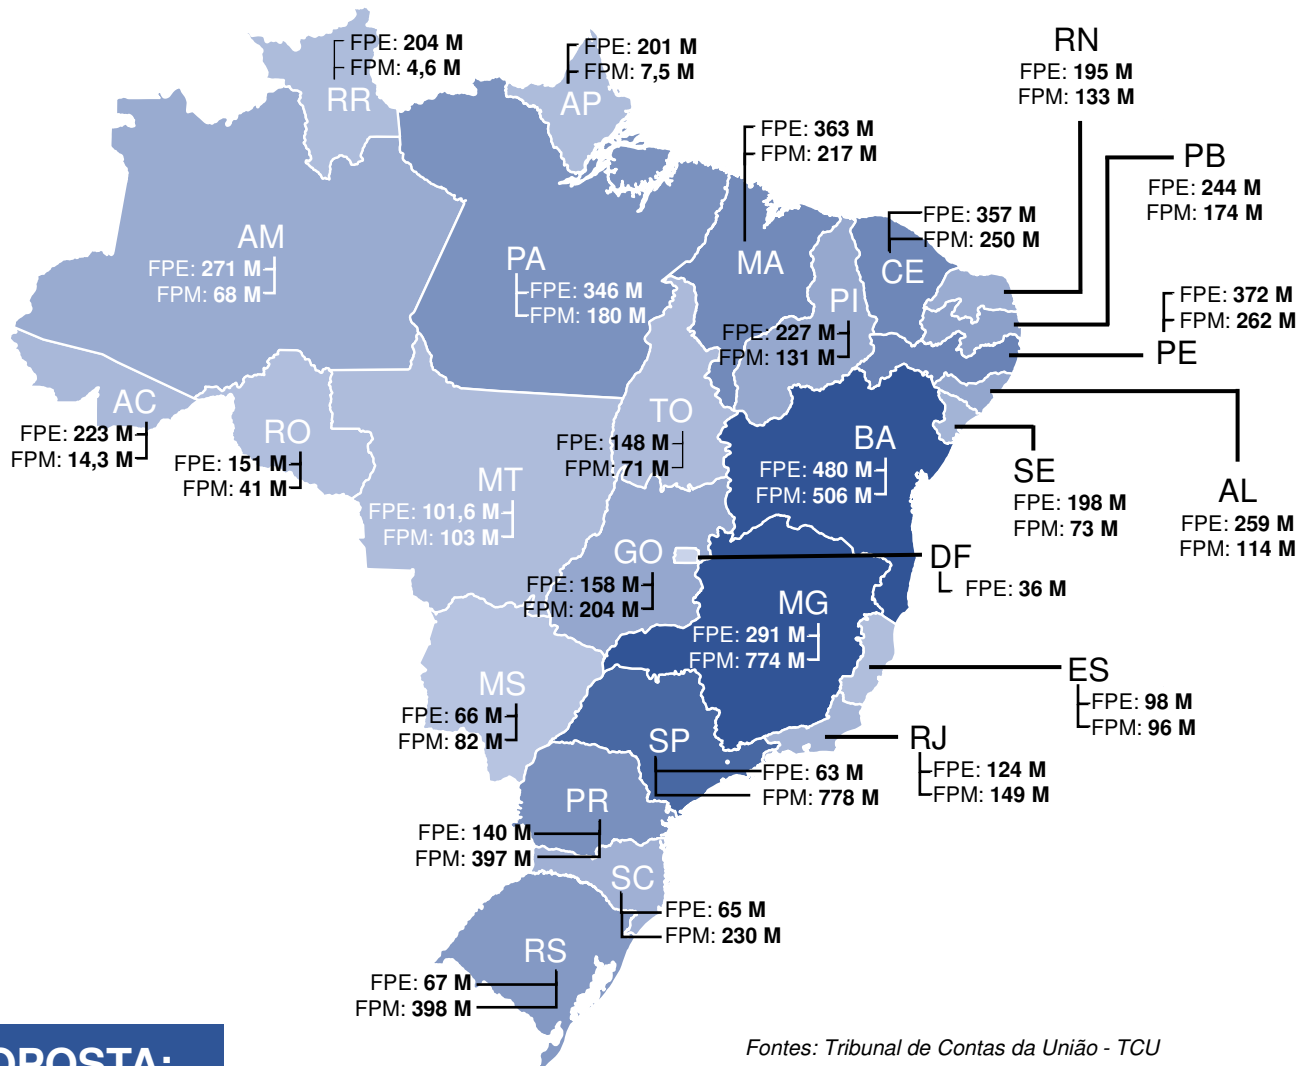 RR
FPE: 204 M
FPM: 4,6 M
AP
FPE: 201 M
FPM: 7,5 M
RN
FPE: 195 M
FPM: 133 M
FPE: 363 M
FPM: 217 M
MA
PB
FPE: 244 M
FPM: 174 M
FPE: 357 M
FPM: 250 M
CE
AM
FPE: 271 M
FPM: 68 M
PA
FPE: 346 M
FPM: 180 M
PI
FPE: 227 M
FPM: 131 M
FPE: 372 M
FPM: 262 M
PE
AC
FPE: 223 M
FPM: 14,3 M
RO
FPE: 151 M
FPM: 41 M
TO
FPE: 148 M
FPM: 71 M
BA
FPE: 480 M
FPM: 506 M
MT
FPE: 101,6 M
FPM: 103 M
SE
FPE: 198 M
FPM: 73 M
AL
FPE: 259 M
FPM: 114 M
GO
FPE: 158 M
FPM: 204 M
DF
FPE: 36 M
MG
FPE: 291 M
FPM: 774 M
ES
FPE: 98 M
FPM: 96 M
MS
FPE: 66 M
FPM: 82 M
SP
FPE: 63 M
FPM: 778 M
RJ
FPE: 124 M
FPM: 149 M
PR
FPE: 140 M
FPM: 397 M
SC
FPE: 65 M
FPM: 230 M
RS
FPE: 67 M
FPM: 398 M
Fontes: Tribunal de Contas da União - TCU